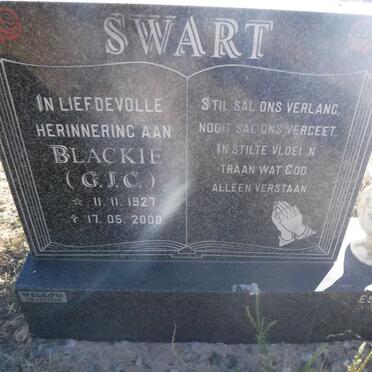 SWART
IN LIEFDEVOLLE
HERINNERING AAN
BLACKIE
(G.J.C.)
☆ 11.11.1927
✝ 17.05.2000
STIL SAL ONS VERLANG,
NOOIT SAL ONS VERGEET.
IN STILTE VLOEI 'N
TRAAN WAT GOD
ALLEEN VERSTAAN
WELKOM